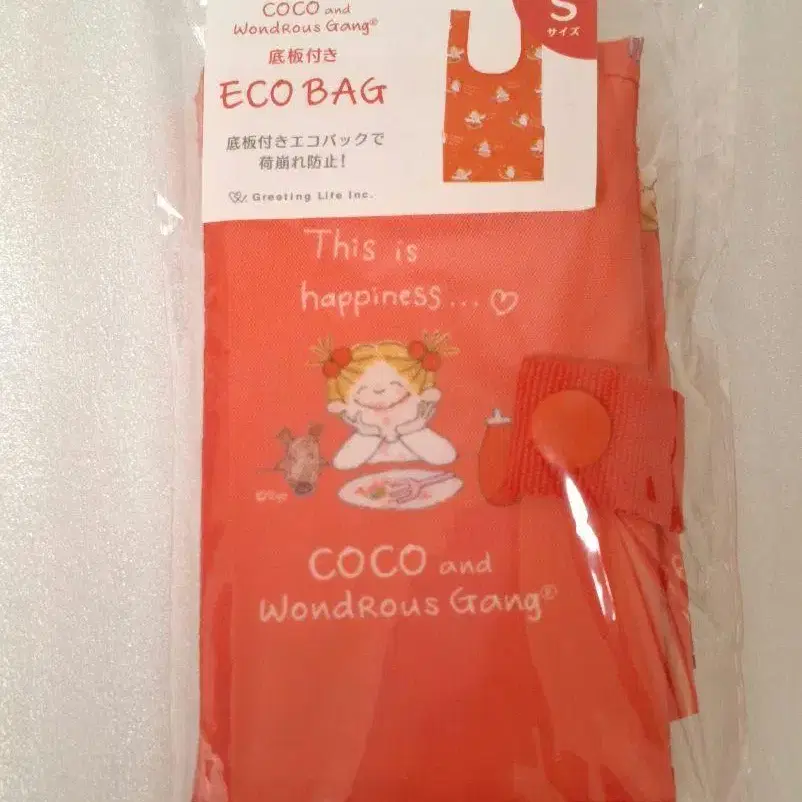 COCO and
WondRous Gang®
底板付き
ECO BAG
底板付きエコバックで
荷崩れ防止!
Greeting Life Inc.
S
サイズ
This is
happiness...♡
COCO and
WondRous Gang®